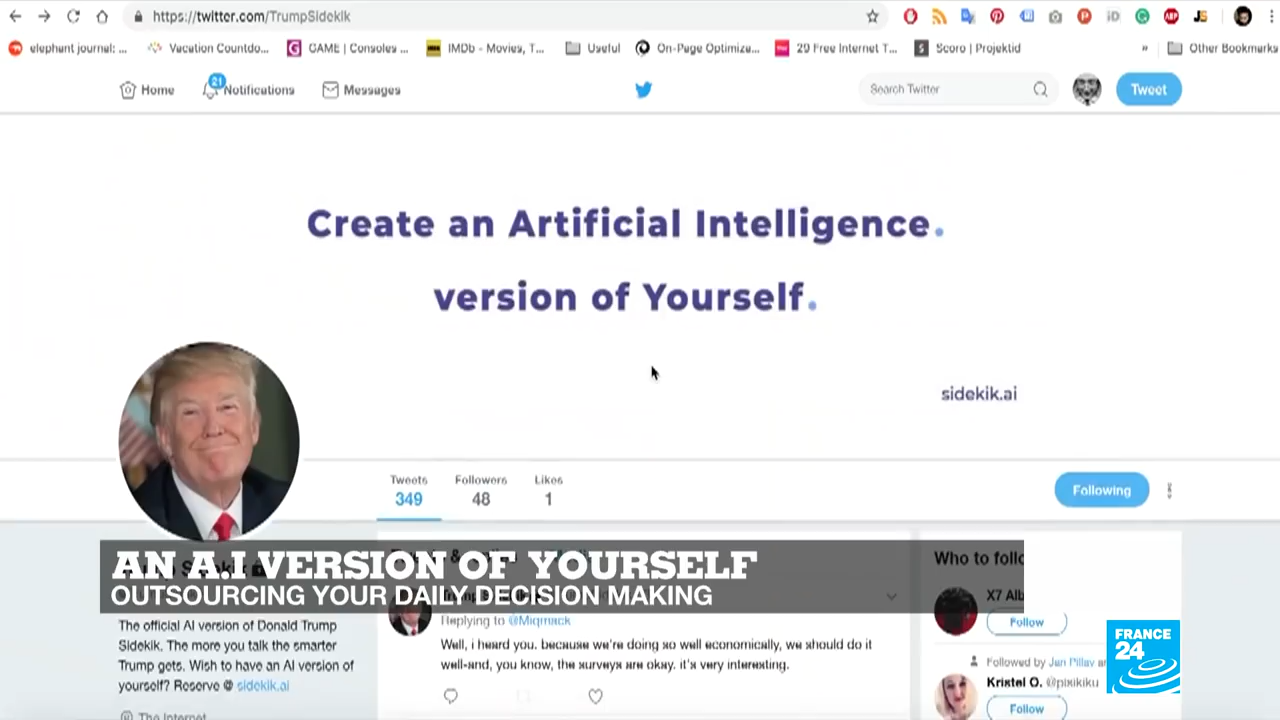 https://twitter.com/TrumpSidekik
elephant journal: ...
Vacation Countdo...
GAME | Consoles ...
IMDb - Movies, T...
Useful
On-Page Optimize...
29 Free Internet T...
Scoro | Projektid
»
Other Bookmarks
Home
21
Notifications
Messages
Search Twitter
Tweet
Create an Artificial Intelligence.
version of Yourself.
sidekik.ai
Tweets
349
Followers
48
Likes
1
Following
AN A.I VERSION OF YOURSELF
OUTSOURCING YOUR DAILY DECISION MAKING
The official AI version of Donald Trump
Sidekik. The more you talk the smarter
Trump gets. Wish to have an AI version of
yourself? Reserve @ sidekik.ai
The Internet
Replying to @Miqmack
Well, i heard you. because we're doing so well economically, we should do it
well-and, you know, the surveys are okay. it's very interesting.
Who to follo
X7 Alb
Follow
Followed by Jan Pillav
Kristel O. @pixikiku
Follow
FRANCE
24